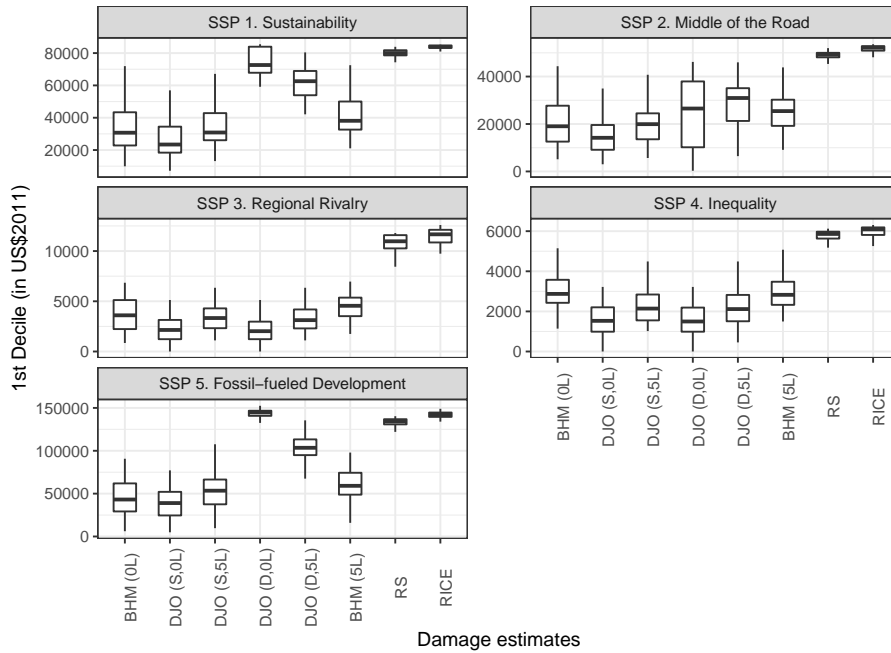 SSP 1. Sustainability
SSP 2. Middle of the Road
80000
60000
40000
20000
40000
20000
0
SSP 3. Regional Rivalry
SSP 4. Inequality
10000
5000
0
6000
4000
2000
0
SSP 5. Fossil−fueled Development
150000
100000
50000
0
BHM (0L)
DJO (S,0L)
DJO (S,5L)
DJO (D,0L)
DJO (D,5L)
BHM (5L)
RS
RICE
BHM (0L)
DJO (S,0L)
DJO (S,5L)
DJO (D,0L)
DJO (D,5L)
BHM (5L)
RS
RICE
1st Decile (in US$2011)
Damage estimates